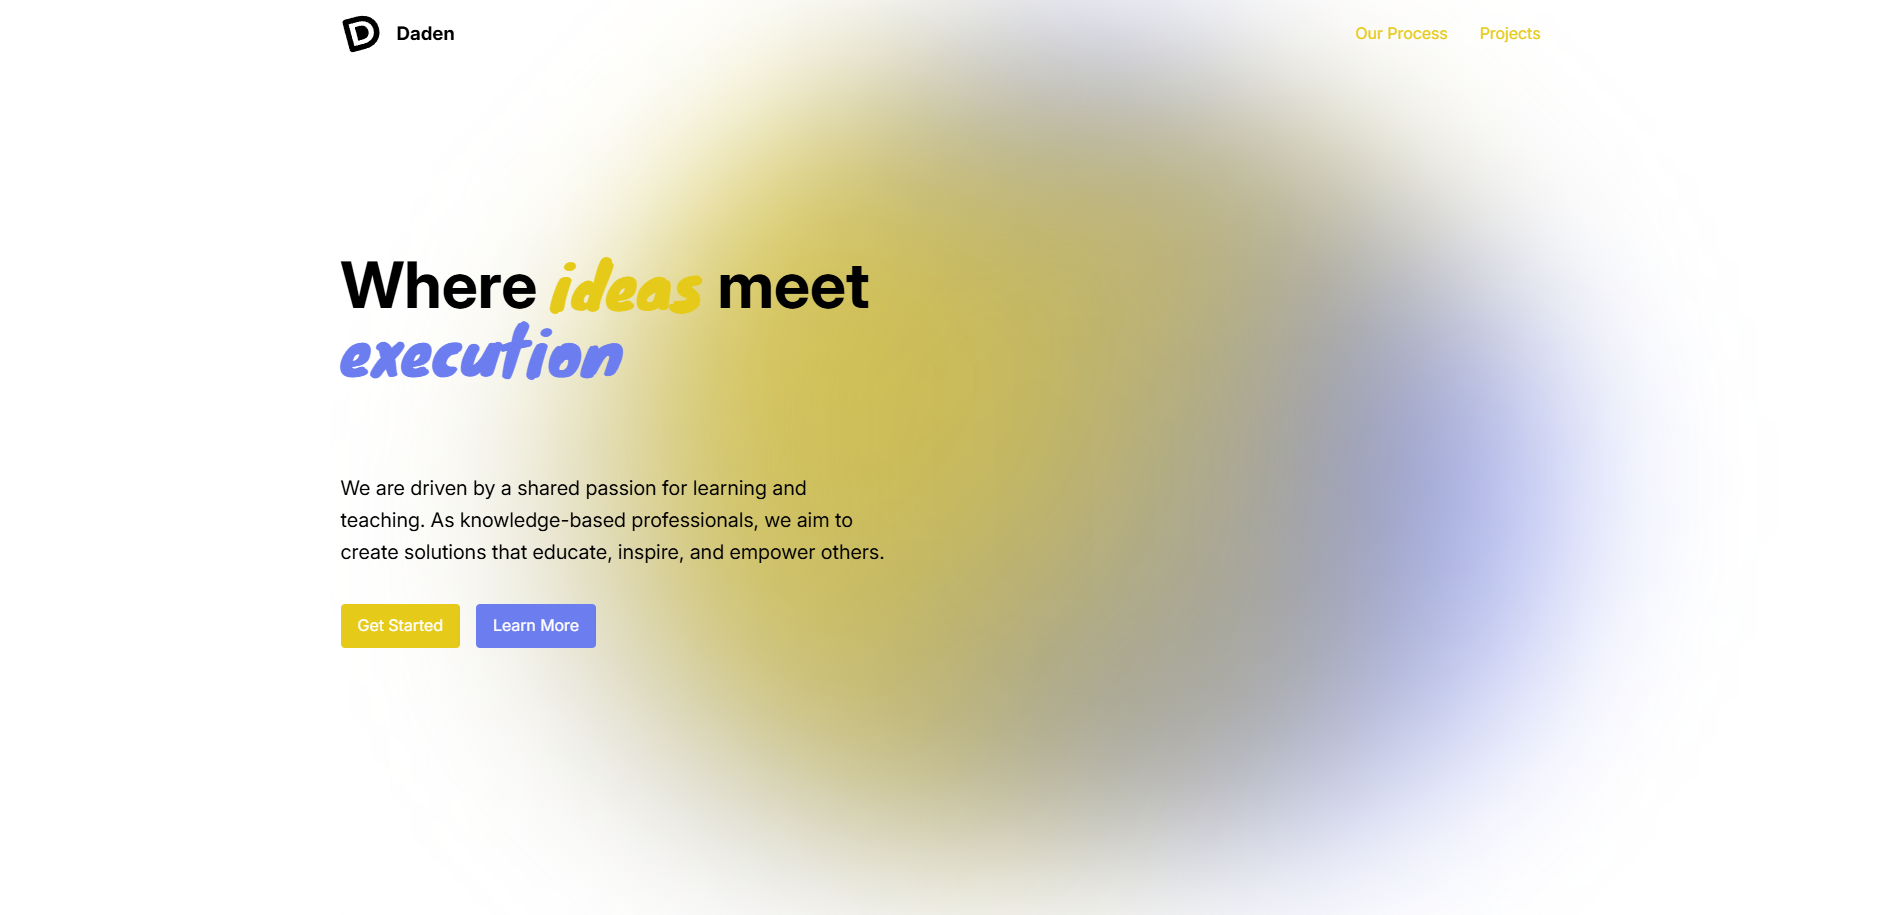 Daden
Our Process
Projects
Where ideas meet
execution
We are driven by a shared passion for learning and
teaching. As knowledge-based professionals, we aim to
create solutions that educate, inspire, and empower others.
Get Started
Learn More